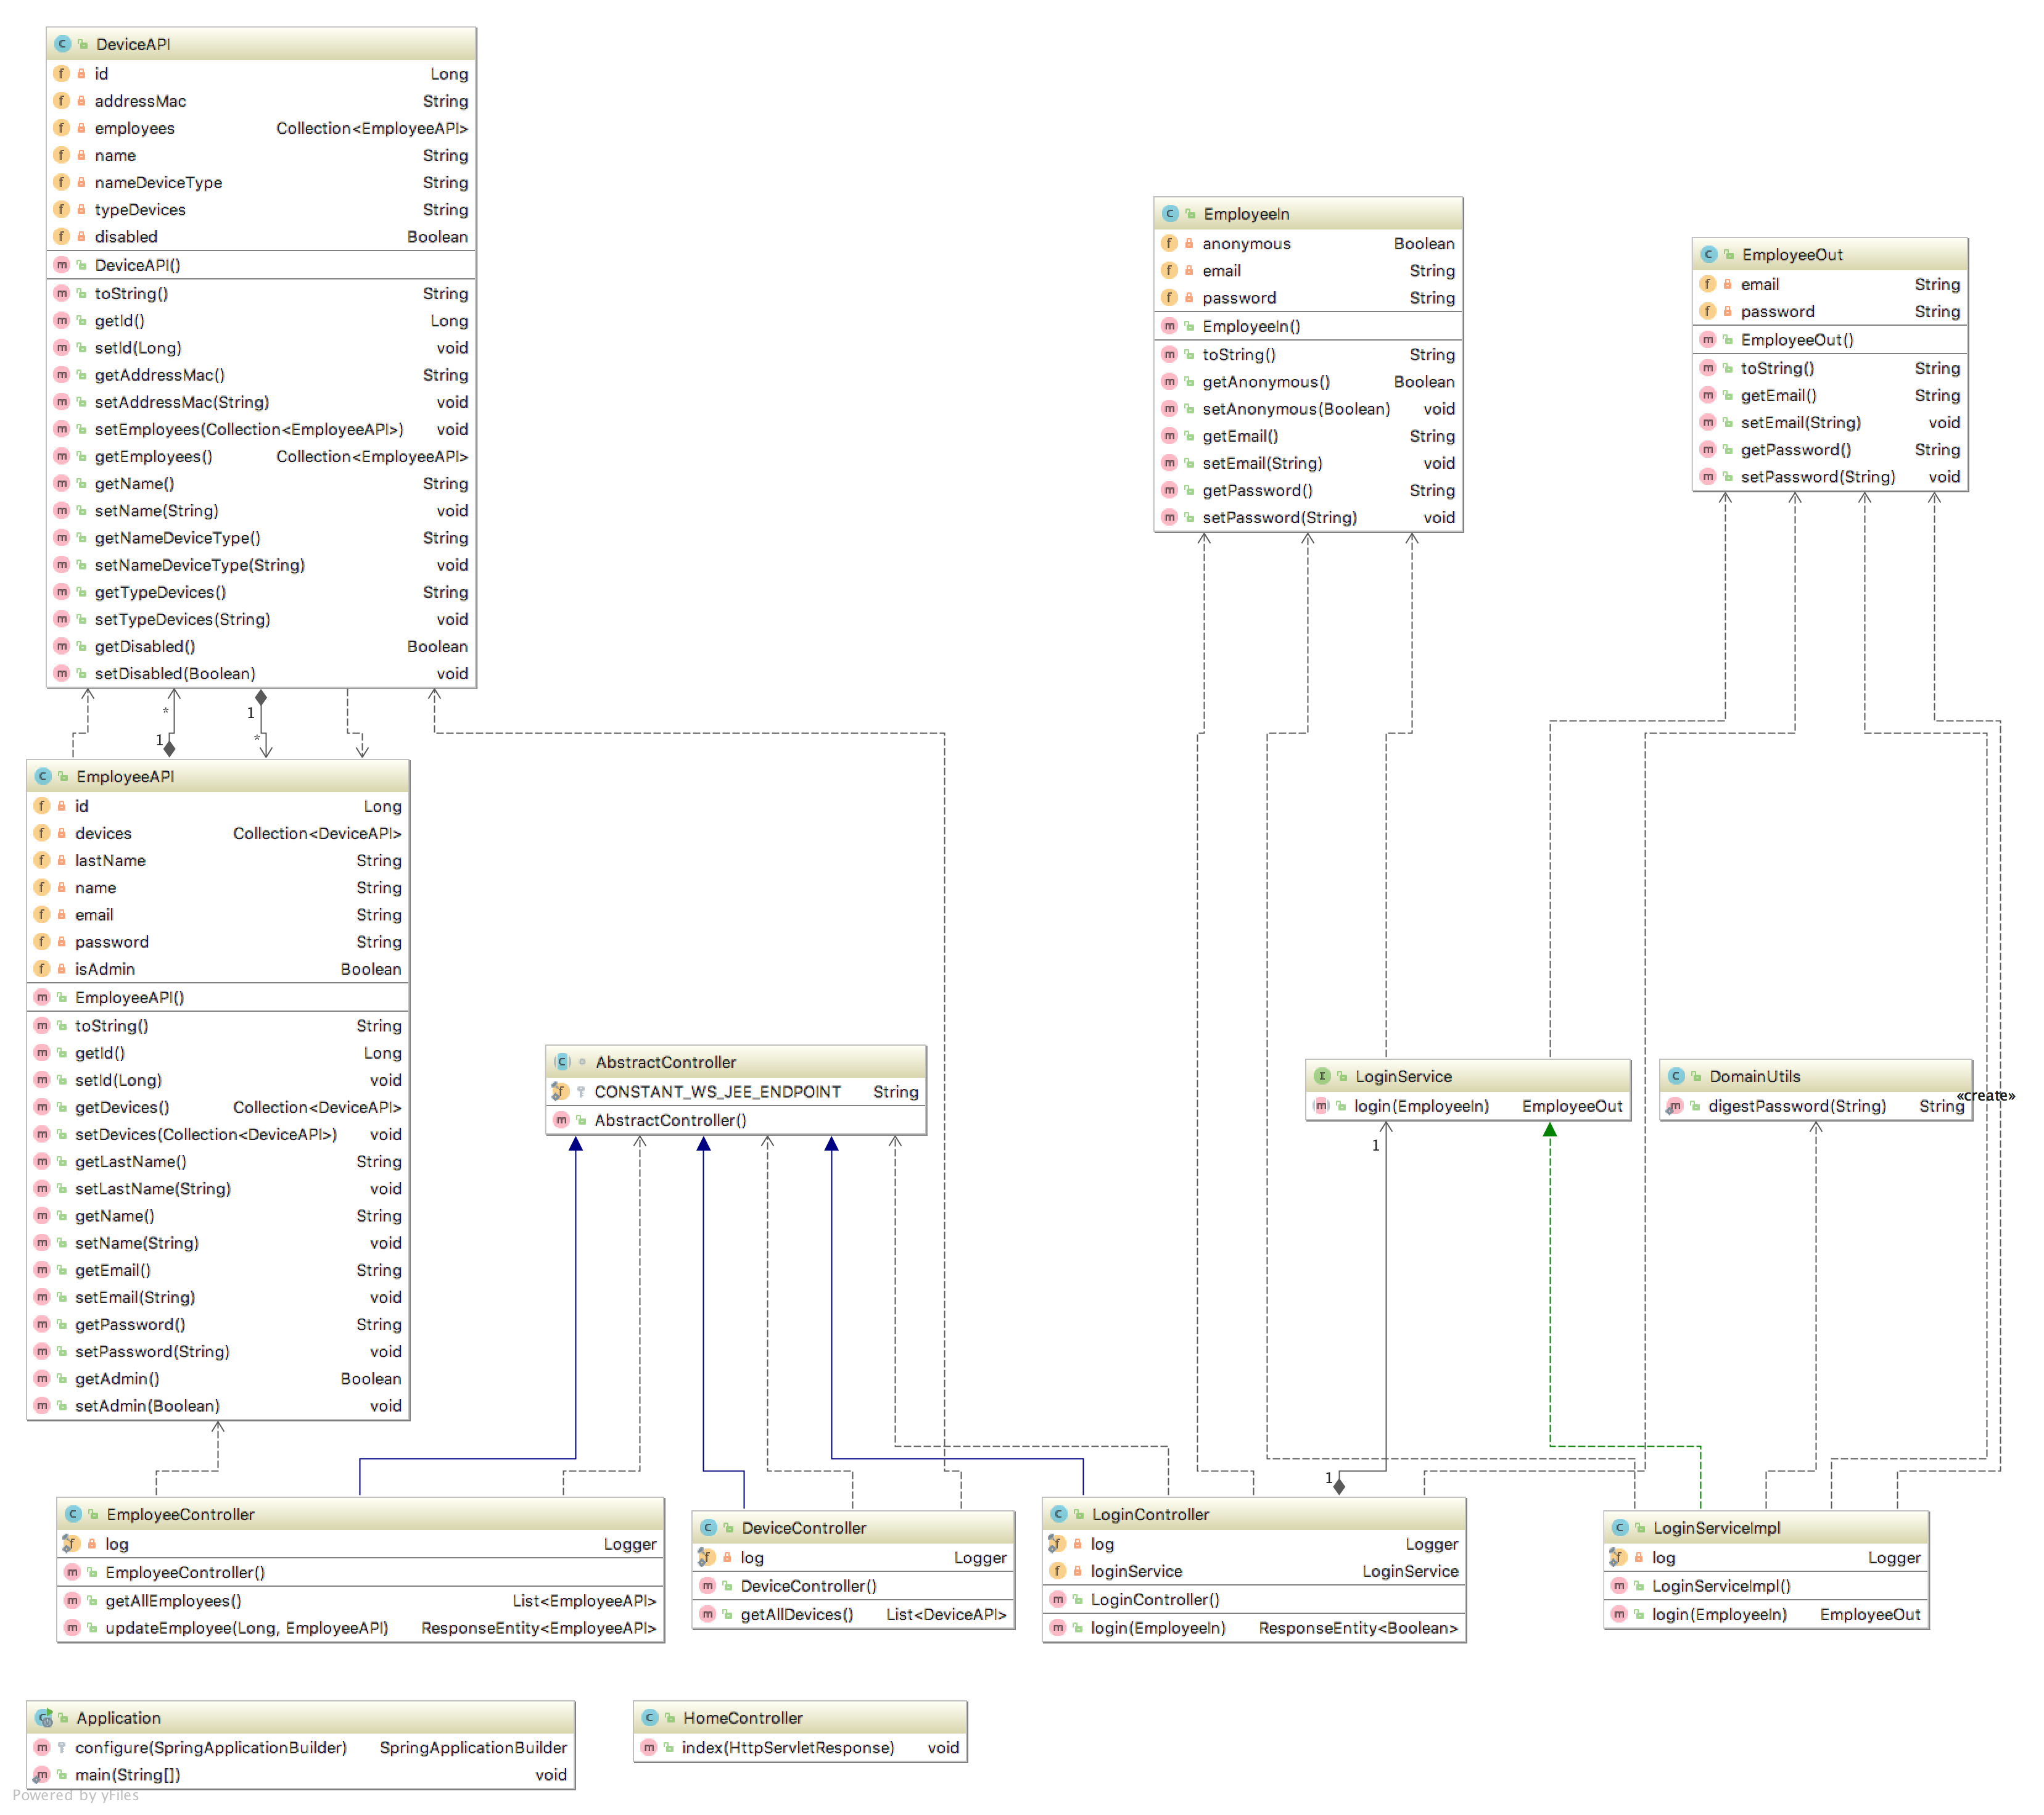 DeviceAPI
id Long
addressMac String
employees Collection<EmployeeAPI>
name String
nameDeviceType String
typeDevices String
disabled Boolean
DeviceAPI()
toString() String
getId() Long
setId(Long) void
getAddressMac() String
setAddressMac(String) void
setEmployees(Collection<EmployeeAPI>) void
getEmployees() Collection<EmployeeAPI>
getName() String
setName(String) void
getNameDeviceType() String
setNameDeviceType(String) void
getTypeDevices() String
setTypeDevices(String) void
getDisabled() Boolean
setDisabled(Boolean) void
EmployeeIn
anonymous Boolean
email String
password String
EmployeeIn()
toString() String
getAnonymous() Boolean
setAnonymous(Boolean) void
getEmail() String
setEmail(String) void
getPassword() String
setPassword(String) void
EmployeeOut
email String
password String
EmployeeOut()
toString() String
getEmail() String
setEmail(String) void
getPassword() String
setPassword(String) void
* 1
1 *
EmployeeAPI
id Long
devices Collection<DeviceAPI>
lastName String
name String
email String
password String
isAdmin Boolean
EmployeeAPI()
toString() String
getId() Long
setId(Long) void
getDevices() Collection<DeviceAPI>
setDevices(Collection<DeviceAPI>) void
getLastName() String
setLastName(String) void
getName() String
setName(String) void
getEmail() String
setEmail(String) void
getPassword() String
setPassword(String) void
getAdmin() Boolean
setAdmin(Boolean) void
AbstractController
CONSTANT_WS_JEE_ENDPOINT String
AbstractController()
LoginService
login(EmployeeIn) EmployeeOut
DomainUtils
digestPassword(String) String
«create»
1
1
EmployeeController
log Logger
EmployeeController()
getAllEmployees() List<EmployeeAPI>
updateEmployee(Long, EmployeeAPI) ResponseEntity<EmployeeAPI>
DeviceController
log Logger
DeviceController()
getAllDevices() List<DeviceAPI>
LoginController
log Logger
loginService LoginService
LoginController()
login(EmployeeIn) ResponseEntity<Boolean>
LoginServiceImpl
log Logger
LoginServiceImpl()
login(EmployeeIn) EmployeeOut
Application
configure(SpringApplicationBuilder) SpringApplicationBuilder
main(String[]) void
HomeController
index(HttpServletResponse) void
Powered by yFiles